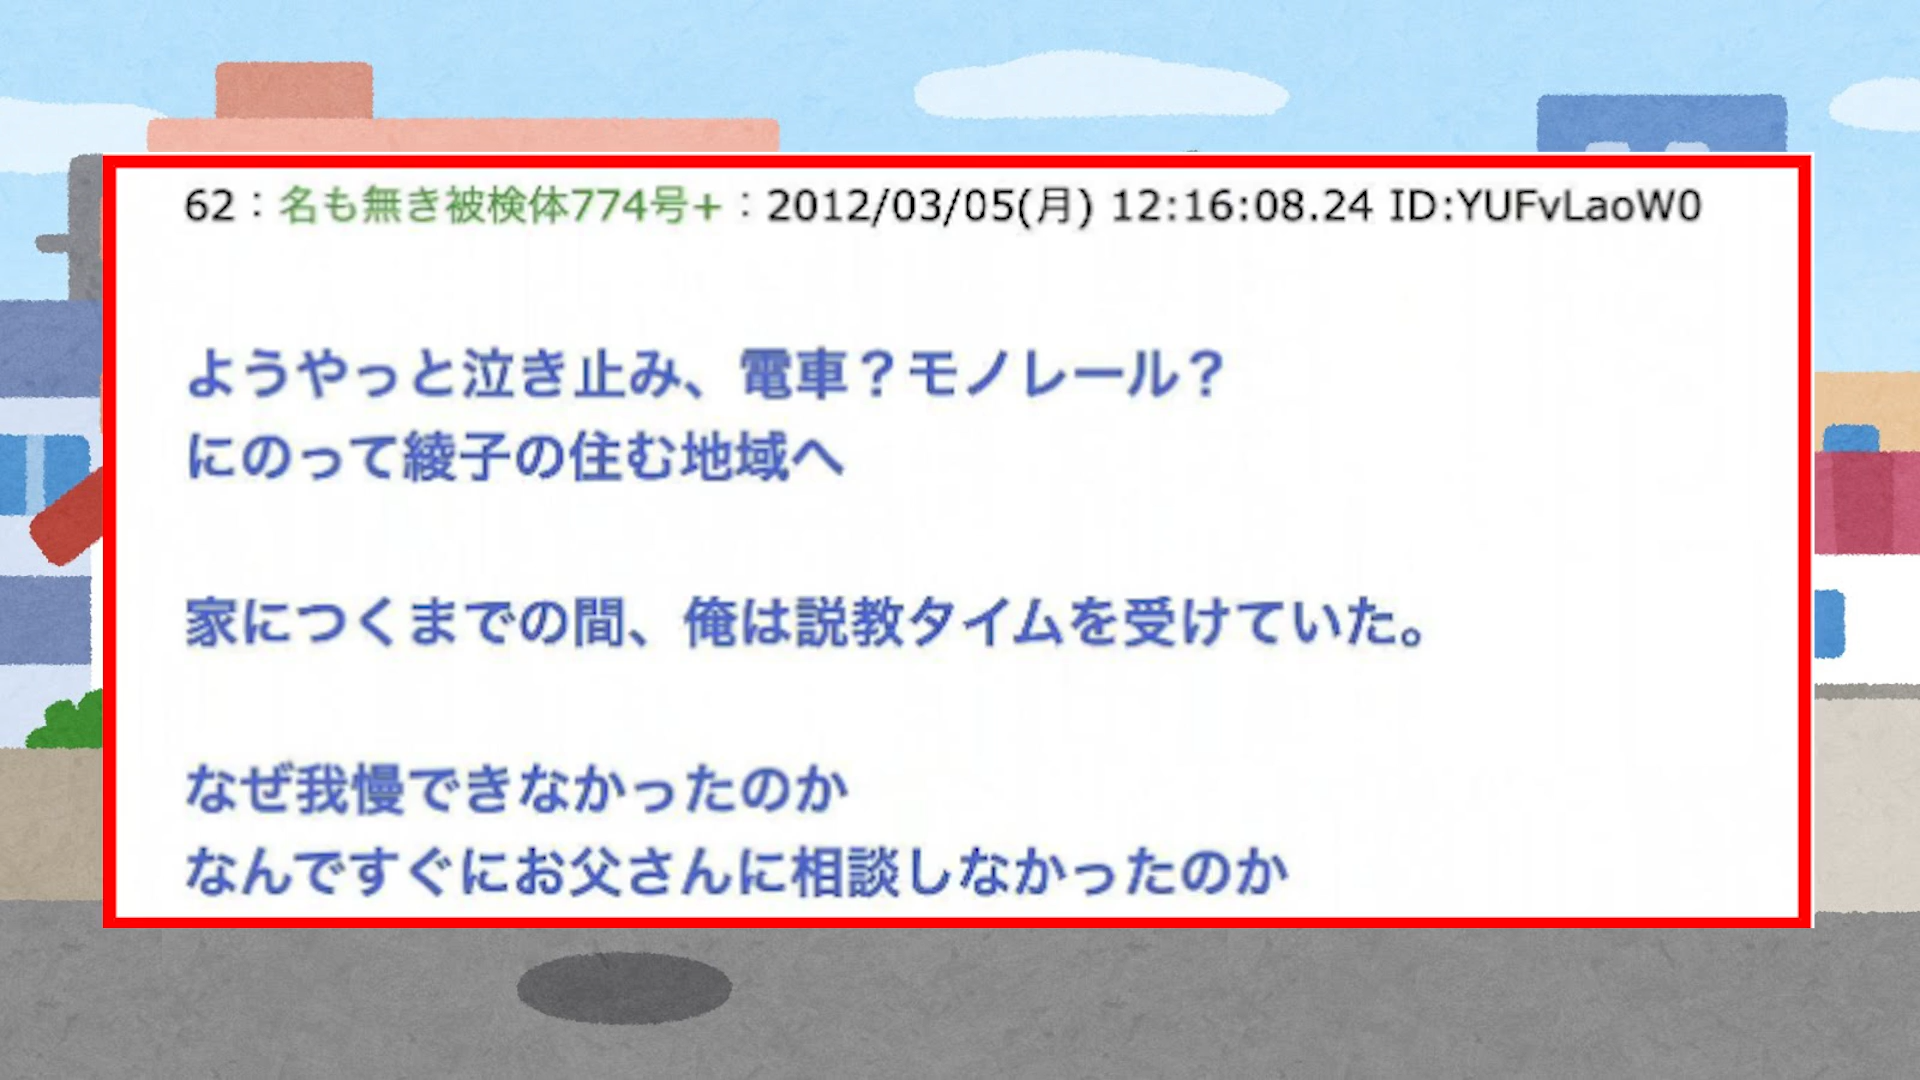 62：名も無き被検体774号+：2012/03/05(月) 12:16:08.24 ID:YUFvLaoW0
ようやっと泣き止み、電車？モノレール？
にのって綾子の住む地域へ
家につくまでの間、俺は説教タイムを受けていた。
なぜ我慢できなかったのか
なんですぐにお父さんに相談しなかったのか